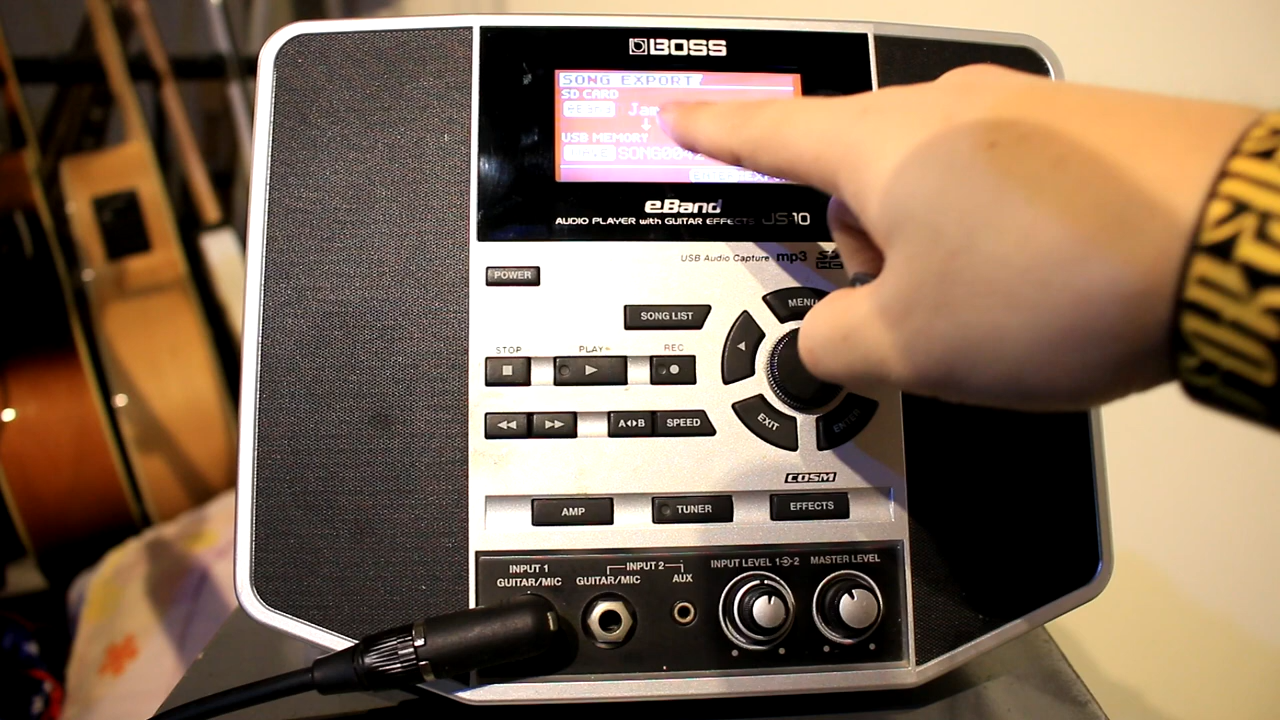 BOSS
SONG EXPORT
SD CARD
Jam
USB MEMORY
SONG0042
eBand
AUDIO PLAYER with GUITAR EFFECTS JS-10
USB Audio Capture mp3
POWER
MENU
SONG LIST
STOP PLAY REC
A B SPEED
EXIT
ENTER
COSM
AMP
TUNER
EFFECTS
INPUT 1
GUITAR/MIC
INPUT 2
GUITAR/MIC
AUX
INPUT LEVEL 1 2
MASTER LEVEL